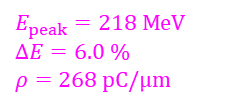 E_peak = 218 MeV
ΔE = 6.0 %
ρ = 268 pC/μm